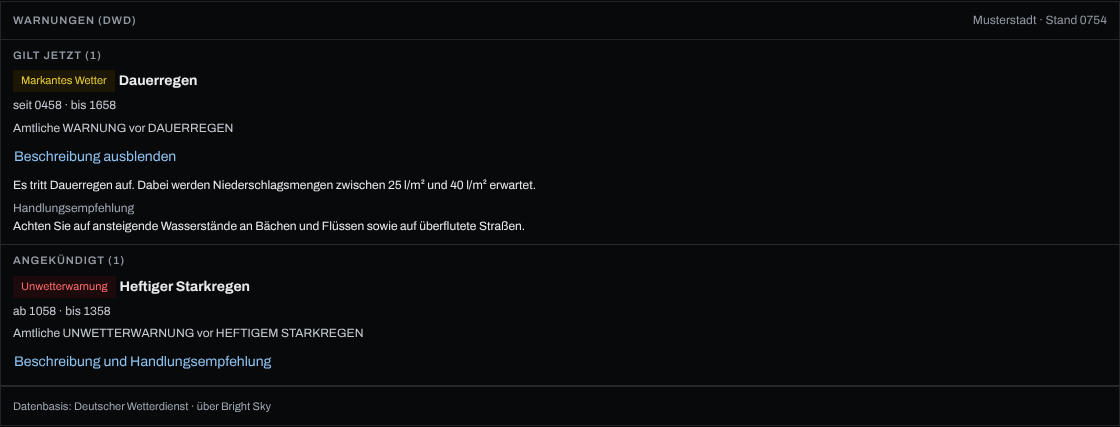 WARNUNGEN (DWD)
Musterstadt · Stand 0754
GILT JETZT (1)
Markantes Wetter Dauerregen
seit 0458 · bis 1658
Amtliche WARNUNG vor DAUERREGEN
Beschreibung ausblenden
Es tritt Dauerregen auf. Dabei werden Niederschlagsmengen zwischen 25 l/m² und 40 l/m² erwartet.
Handlungsempfehlung
Achten Sie auf ansteigende Wasserstände an Bächen und Flüssen sowie auf überflutete Straßen.
ANGEKÜNDIGT (1)
Unwetterwarnung Heftiger Starkregen
ab 1058 · bis 1358
Amtliche UNWETTERWARNUNG vor HEFTIGEM STARKREGEN
Beschreibung und Handlungsempfehlung
Datenbasis: Deutscher Wetterdienst · über Bright Sky